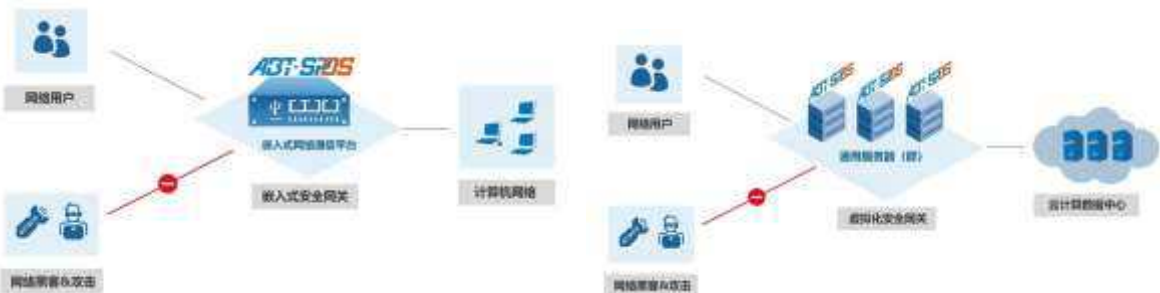 ABT-SPOS
网络用户
嵌入式网络通信平台
嵌入式安全网关
计算机网络
网络黑客&攻击
ABT-SPOS
ABT-SPOS
ABT-SPOS
网络用户
通用服务器（群）
虚拟化安全网关
云计算数据中心
网络黑客&攻击